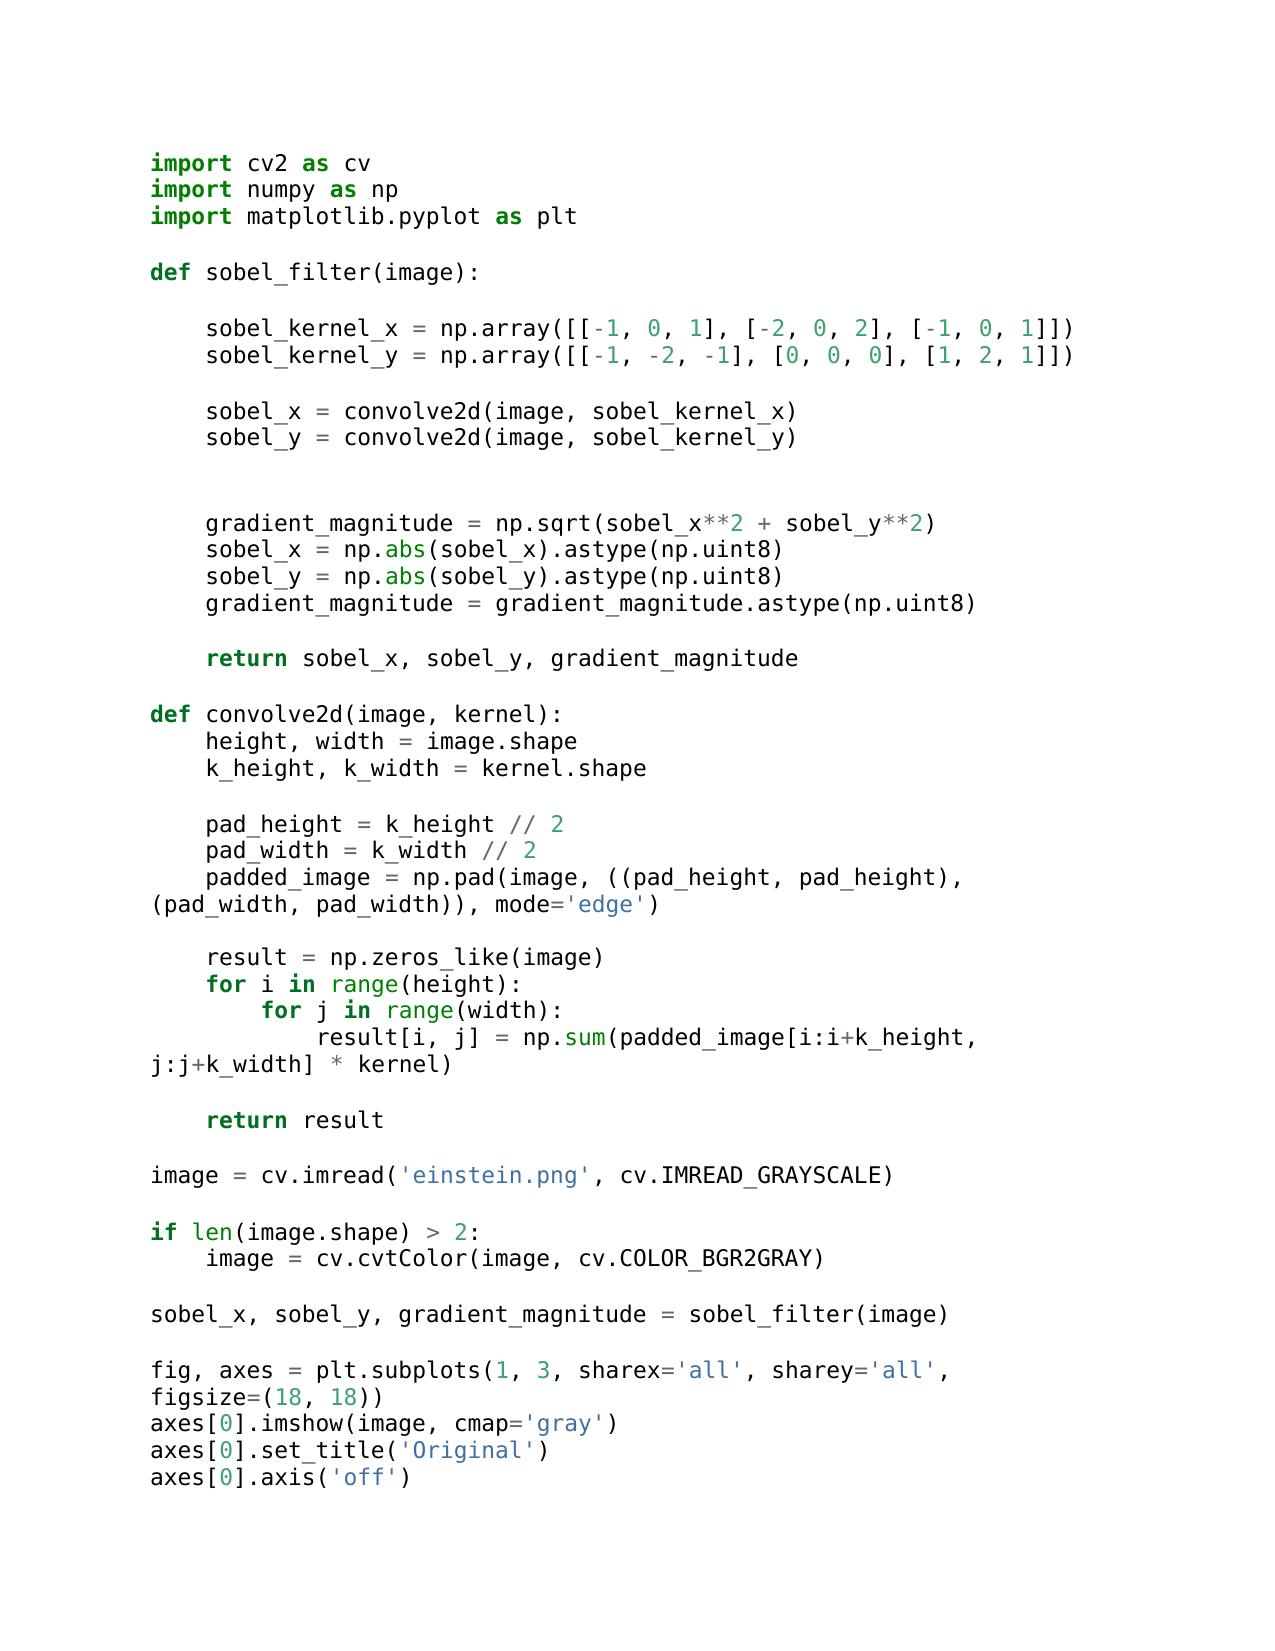 import cv2 as cv
import numpy as np
import matplotlib.pyplot as plt
def sobel_filter(image):
    sobel_kernel_x = np.array([[-1, 0, 1], [-2, 0, 2], [-1, 0, 1]])
    sobel_kernel_y = np.array([[-1, -2, -1], [0, 0, 0], [1, 2, 1]])
    sobel_x = convolve2d(image, sobel_kernel_x)
    sobel_y = convolve2d(image, sobel_kernel_y)
    gradient_magnitude = np.sqrt(sobel_x**2 + sobel_y**2)
    sobel_x = np.abs(sobel_x).astype(np.uint8)
    sobel_y = np.abs(sobel_y).astype(np.uint8)
    gradient_magnitude = gradient_magnitude.astype(np.uint8)
    return sobel_x, sobel_y, gradient_magnitude
def convolve2d(image, kernel):
    height, width = image.shape
    k_height, k_width = kernel.shape
    pad_height = k_height // 2
    pad_width = k_width // 2
    padded_image = np.pad(image, ((pad_height, pad_height),
(pad_width, pad_width)), mode='edge')
    result = np.zeros_like(image)
    for i in range(height):
        for j in range(width):
            result[i, j] = np.sum(padded_image[i:i+k_height,
j:j+k_width] * kernel)
    return result
image = cv.imread('einstein.png', cv.IMREAD_GRAYSCALE)
if len(image.shape) > 2:
    image = cv.cvtColor(image, cv.COLOR_BGR2GRAY)
sobel_x, sobel_y, gradient_magnitude = sobel_filter(image)
fig, axes = plt.subplots(1, 3, sharex='all', sharey='all',
figsize=(18, 18))
axes[0].imshow(image, cmap='gray')
axes[0].set_title('Original')
axes[0].axis('off')